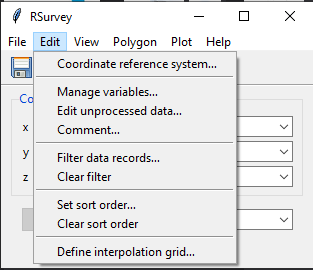 RSurvey
File Edit View Polygon Plot Help
Coordinate reference system...
Manage variables...
Edit unprocessed data...
Comment...
Filter data records...
Clear filter
Set sort order...
Clear sort order
Define interpolation grid...
Co
x
y
z